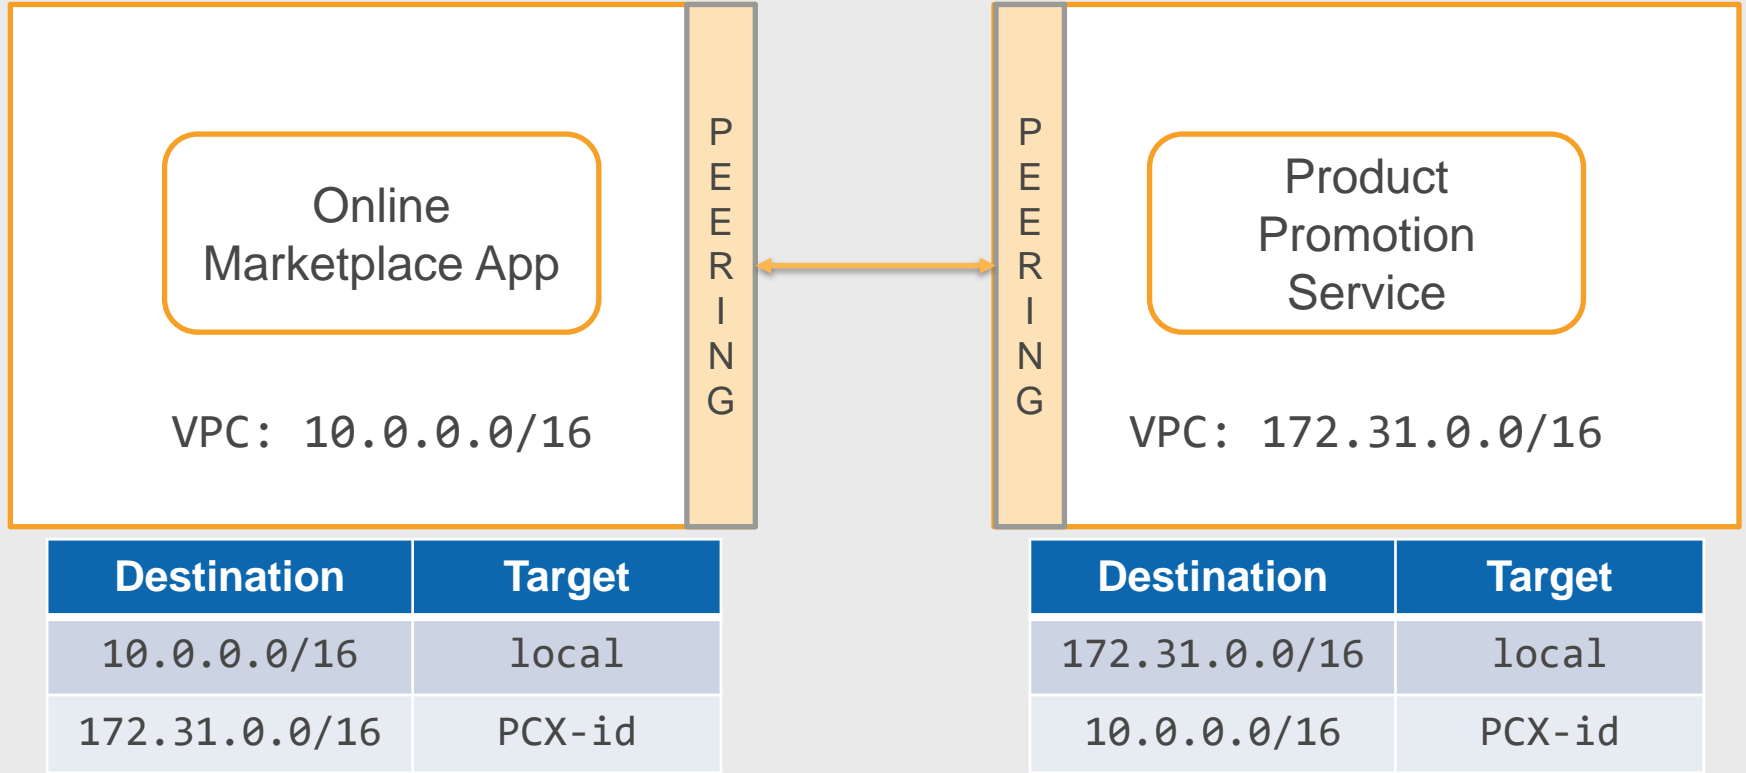 Online
Marketplace App
VPC: 10.0.0.0/16
P
E
E
R
I
N
G
P
E
E
R
I
N
G
Product
Promotion
Service
VPC: 172.31.0.0/16
Destination Target
10.0.0.0/16 local
172.31.0.0/16 PCX-id
Destination Target
172.31.0.0/16 local
10.0.0.0/16 PCX-id